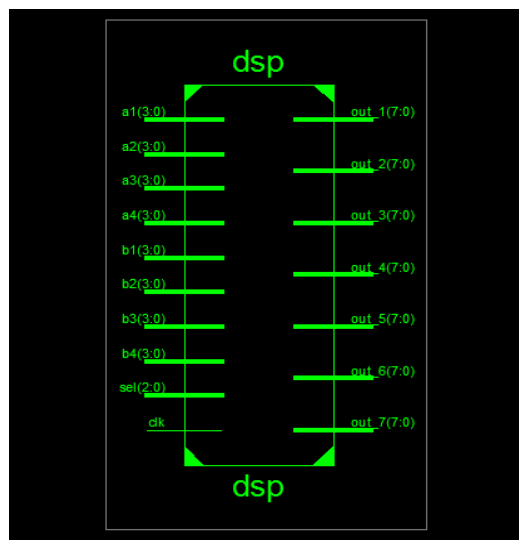 dsp
a1(3:0) out_1(7:0)
a2(3:0) out_2(7:0)
a3(3:0)
a4(3:0) out_3(7:0)
b1(3:0) out_4(7:0)
b2(3:0)
b3(3:0) out_5(7:0)
b4(3:0) out_6(7:0)
sel(2:0)
clk out_7(7:0)
dsp